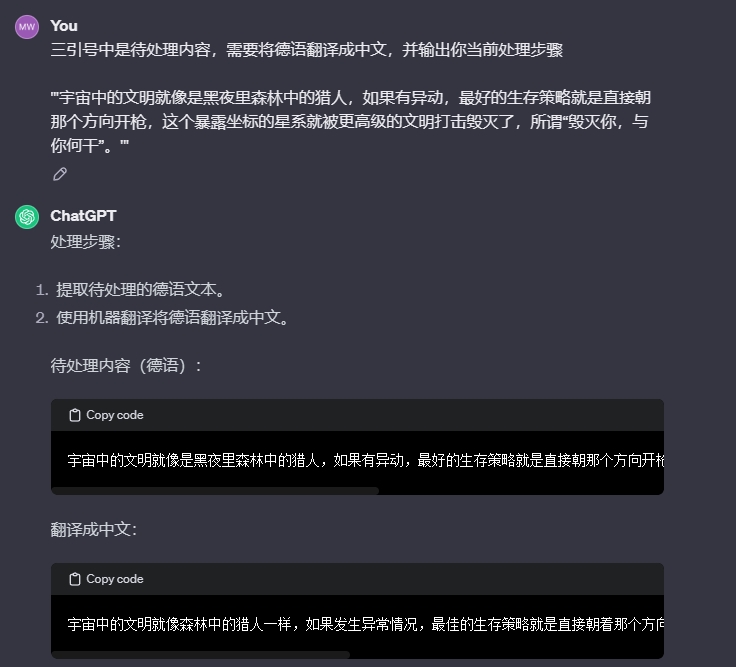 MW
You
三引号中是待处理内容，需要将德语翻译成中文，并输出你当前处理步骤
'''宇宙中的文明就像是黑夜里森林中的猎人，如果有异动，最好的生存策略就是直接朝
那个方向开枪，这个暴露坐标的星系就被更高级的文明打击毁灭了，所谓“毁灭你，与
你何干”。'''
ChatGPT
处理步骤：
1. 提取待处理的德语文本。
2. 使用机器翻译将德语翻译成中文。
待处理内容（德语）：
Copy code
宇宙中的文明就像是黑夜里森林中的猎人，如果有异动，最好的生存策略就是直接朝那个方向开枪
翻译成中文：
Copy code
宇宙中的文明就像森林中的猎人一样，如果发生异常情况，最佳的生存策略就是直接朝着那个方向